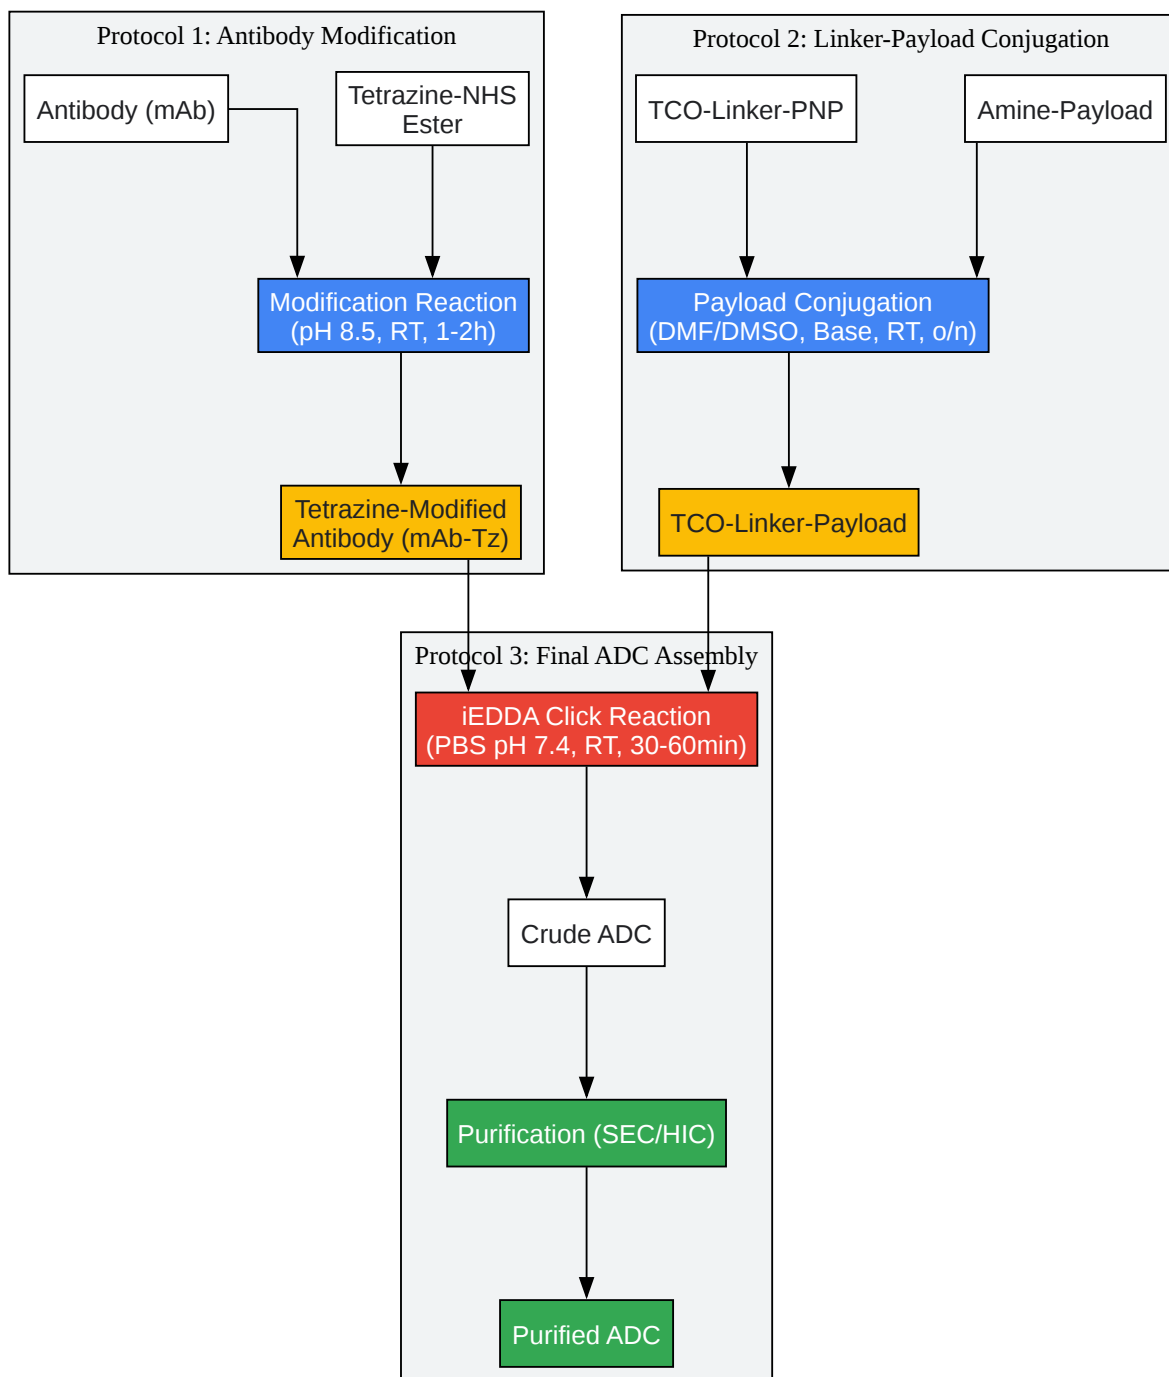 Protocol 1: Antibody Modification
Antibody (mAb)
Tetrazine-NHS
Ester
Modification Reaction
(pH 8.5, RT, 1-2h)
Tetrazine-Modified
Antibody (mAb-Tz)
Protocol 2: Linker-Payload Conjugation
TCO-Linker-PNP
Amine-Payload
Payload Conjugation
(DMF/DMSO, Base, RT, o/n)
TCO-Linker-Payload
Protocol 3: Final ADC Assembly
iEDDA Click Reaction
(PBS pH 7.4, RT, 30-60min)
Crude ADC
Purification (SEC/HIC)
Purified ADC